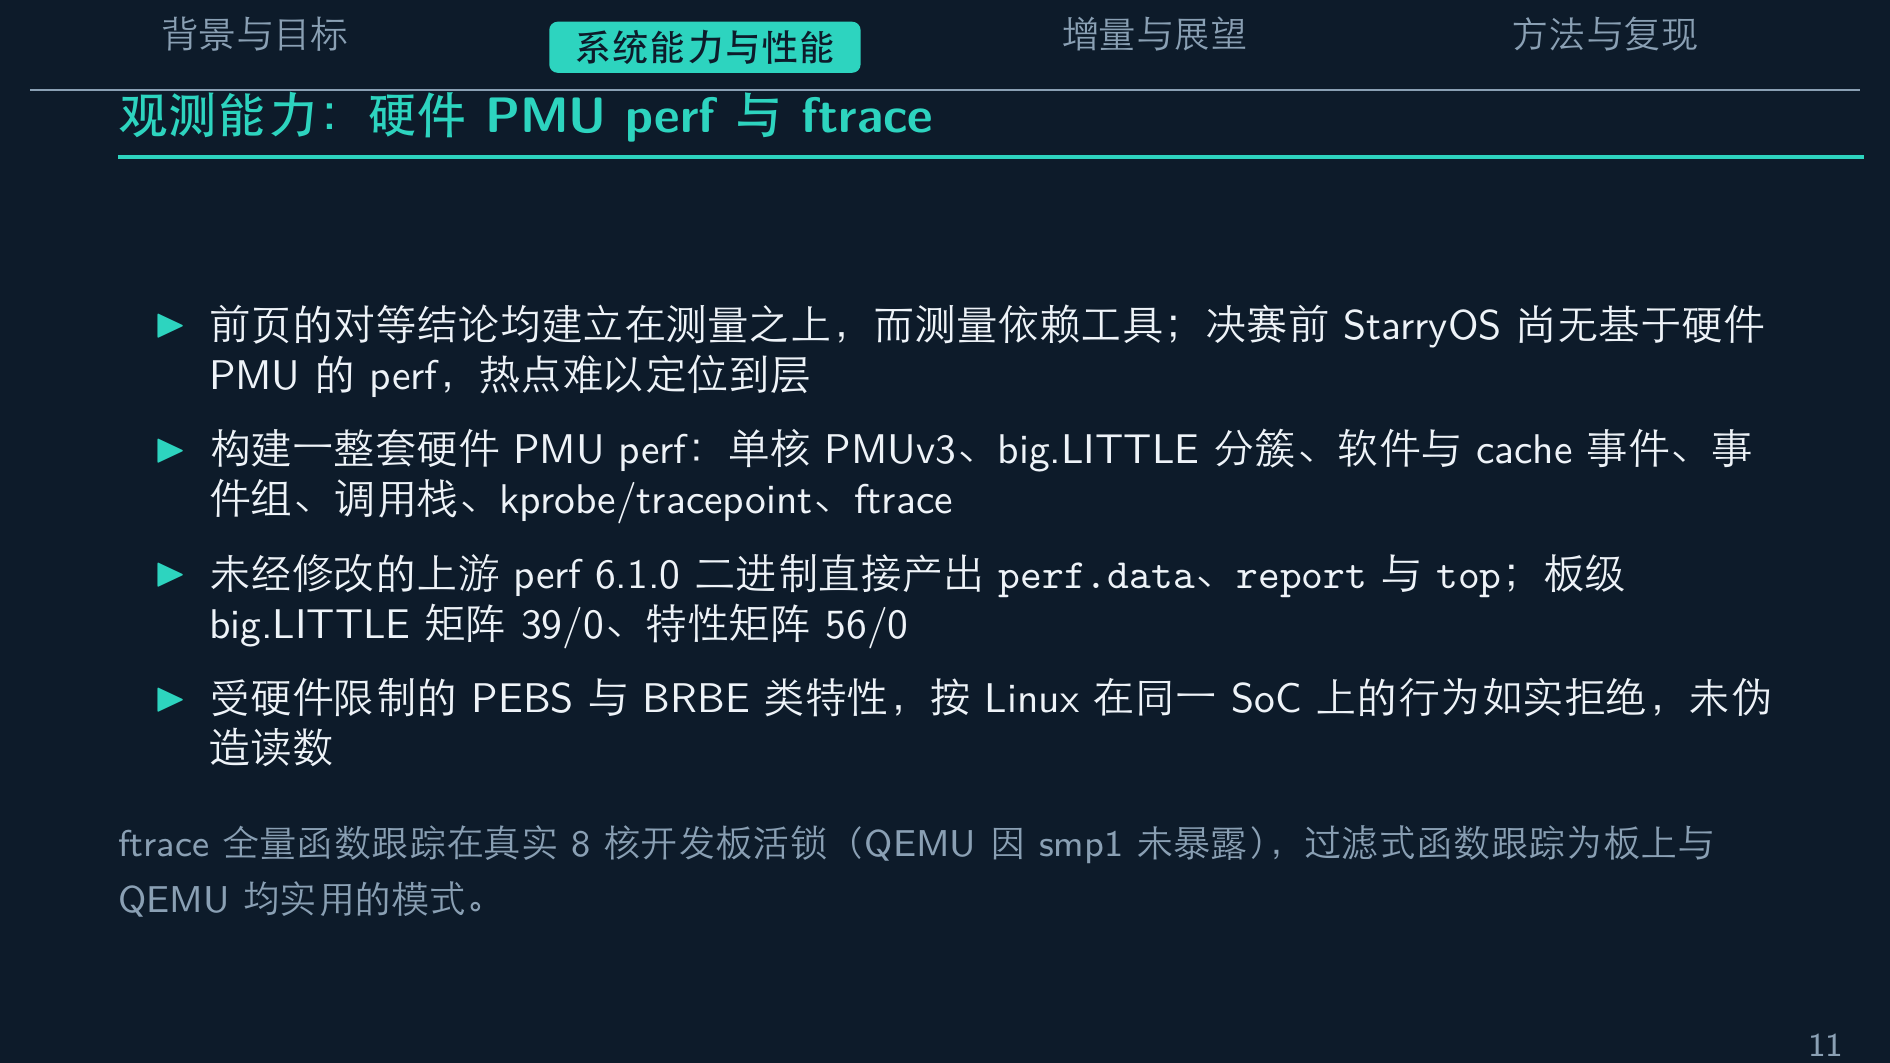 背景与目标
系统能力与性能
增量与展望
方法与复现
观测能力：硬件 PMU perf 与 ftrace
前页的对等结论均建立在测量之上，而测量依赖工具；决赛前 StarryOS 尚无基于硬件
PMU 的 perf，热点难以定位到层
构建一整套硬件 PMU perf：单核 PMUv3、big.LITTLE 分簇、软件与 cache 事件、事
件组、调用栈、kprobe/tracepoint、ftrace
未经修改的上游 perf 6.1.0 二进制直接产出 perf.data、report 与 top；板级
big.LITTLE 矩阵 39/0、特性矩阵 56/0
受硬件限制的 PEBS 与 BRBE 类特性，按 Linux 在同一 SoC 上的行为如实拒绝，未伪
造读数
ftrace 全量函数跟踪在真实 8 核开发板活锁（QEMU 因 smp1 未暴露），过滤式函数跟踪为板上与
QEMU 均实用的模式。
11